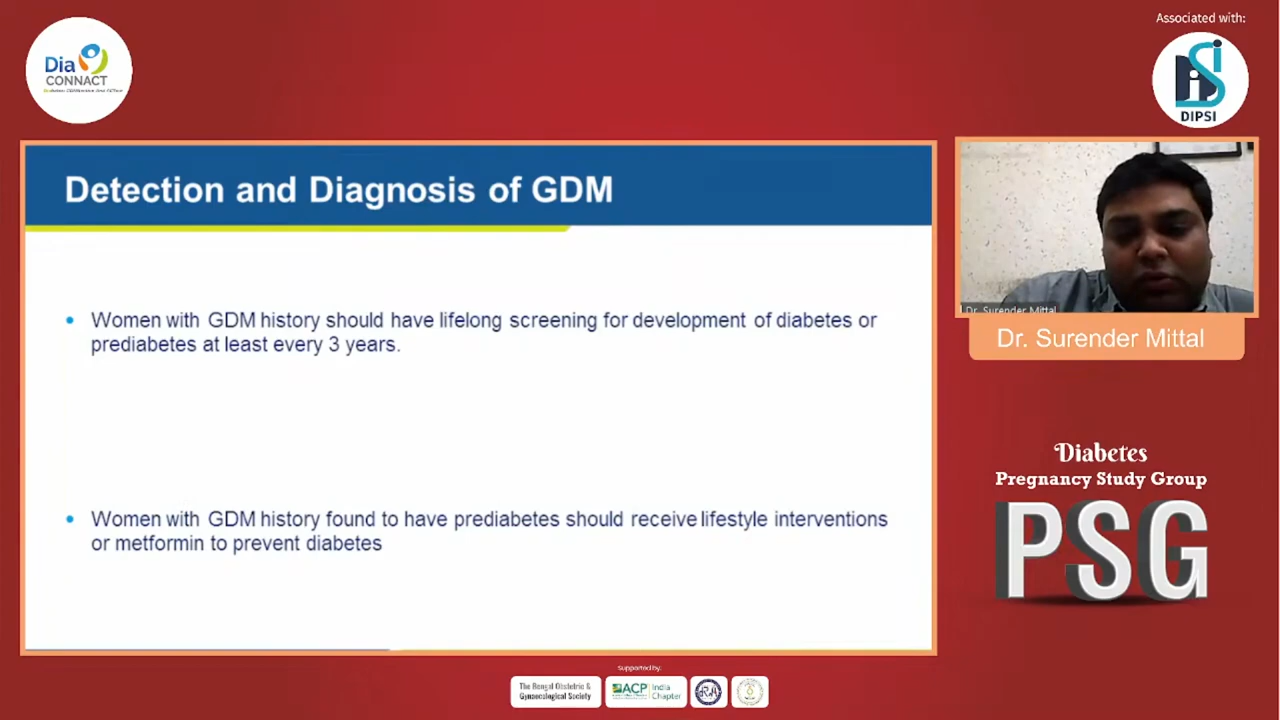 Associated with:
Dia
CONNACT
DiSi
DIPSI
Detection and Diagnosis of GDM
Women with GDM history should have lifelong screening for development of diabetes or
prediabetes at least every 3 years.
Women with GDM history found to have prediabetes should receive lifestyle interventions
or metformin to prevent diabetes
Dr. Surender Mittal
Dr. Surender Mittal
Diabetes
Pregnancy Study Group
PSG
Supported by:
The Bengal Obstetric &
Gynaecological Society
ACP
India
Chapter